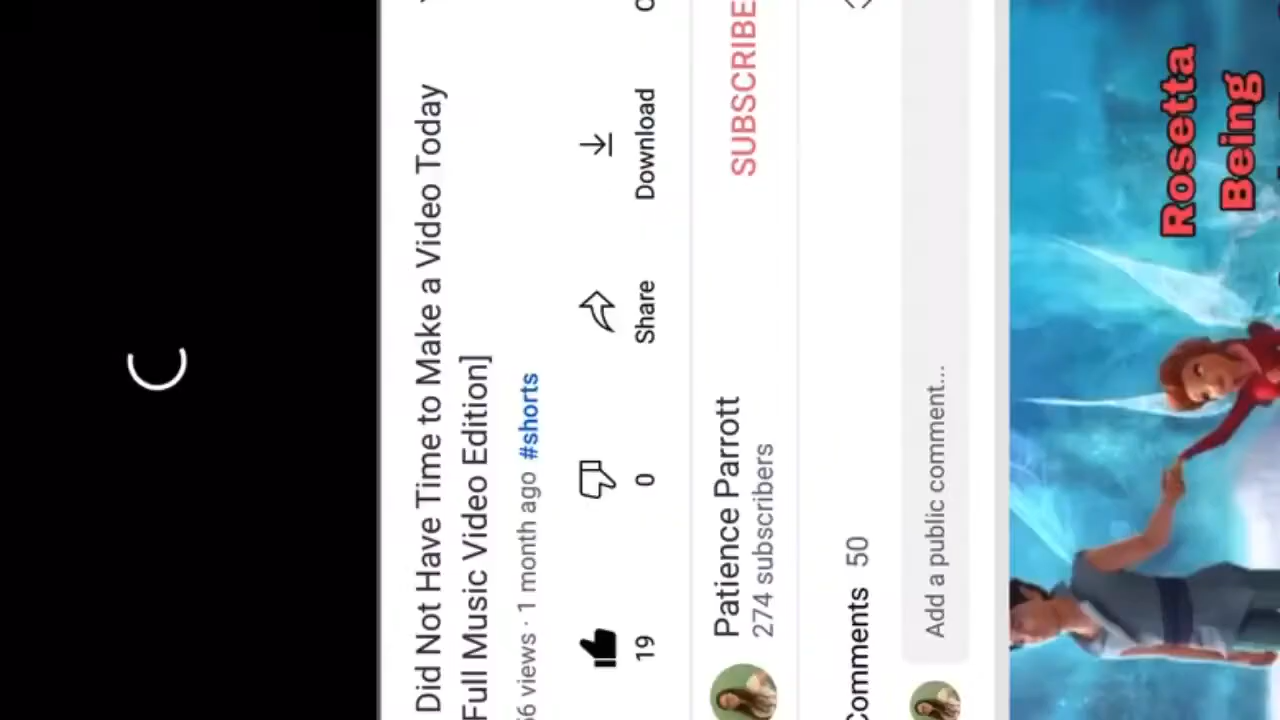 Did Not Have Time to Make a Video Today
Full Music Video Edition]
66 views · 1 month ago #shorts
19
0
Share
Download
Patience Parrott
274 subscribers
SUBSCRIBE
Comments 50
Add a public comment...
Rosetta
Being